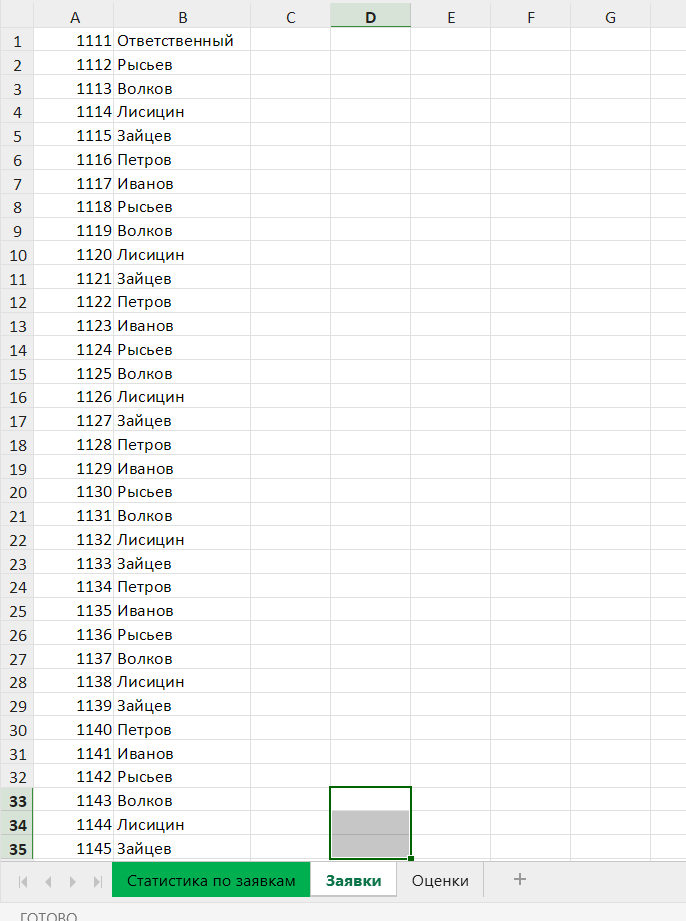 A B C D E F G
1 1111 Ответственный
2 1112 Рысьев
3 1113 Волков
4 1114 Лисицин
5 1115 Зайцев
6 1116 Петров
7 1117 Иванов
8 1118 Рысьев
9 1119 Волков
10 1120 Лисицин
11 1121 Зайцев
12 1122 Петров
13 1123 Иванов
14 1124 Рысьев
15 1125 Волков
16 1126 Лисицин
17 1127 Зайцев
18 1128 Петров
19 1129 Иванов
20 1130 Рысьев
21 1131 Волков
22 1132 Лисицин
23 1133 Зайцев
24 1134 Петров
25 1135 Иванов
26 1136 Рысьев
27 1137 Волков
28 1138 Лисицин
29 1139 Зайцев
30 1140 Петров
31 1141 Иванов
32 1142 Рысьев
33 1143 Волков
34 1144 Лисицин
35 1145 Зайцев
Статистика по заявкам Заявки Оценки +
ГОТОВО